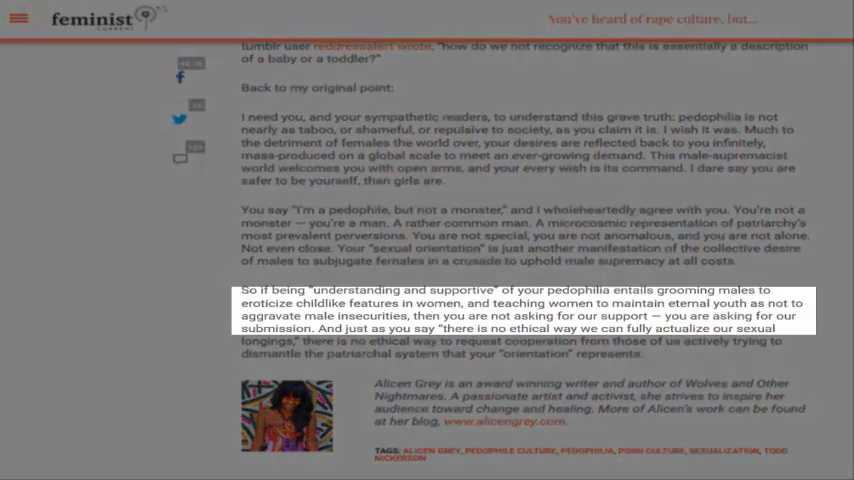 feminist
CURRENT
You've heard of rape culture, but...
tumblr user reddressalert wrote, "how do we not recognize that this is essentially a description
of a baby or a toddler?"
Back to my original point:
I need you, and your sympathetic readers, to understand this grave truth: pedophilia is not
nearly as taboo, or shameful, or repulsive to society, as you claim it is. I wish it was. Much to
the detriment of females the world over, your desires are reflected back to you infinitely,
mass-produced on a global scale to meet an ever-growing demand. This male-supremacist
world welcomes you with open arms, and your every wish is its command. I dare say you are
safer to be yourself, than girls are.
You say "I'm a pedophile, but not a monster," and I wholeheartedly agree with you. You're not a
monster — you're a man. A rather common man. A microcosmic representation of patriarchy's
most prevalent perversions. You are not special, you are not anomalous, and you are not alone.
Not even close. Your "sexual orientation" is just another manifestation of the collective desire
of males to subjugate females in a crusade to uphold male supremacy at all costs.
So if being "understanding and supportive" of your pedophilia entails grooming males to
eroticize childlike features in women, and teaching women to maintain eternal youth as not to
aggravate male insecurities, then you are not asking for our support — you are asking for our
submission. And just as you say "there is no ethical way we can fully actualize our sexual
longings," there is no ethical way to request cooperation from those of us actively trying to
dismantle the patriarchal system that your "orientation" represents.
Alicen Grey is an award winning writer and author of Wolves and Other
Nightmares. A passionate artist and activist, she strives to inspire her
audience toward change and healing. More of Alicen's work can be found
at her blog, www.alicengrey.com.
TAGS: ALICEN GREY, PEDOPHILE CULTURE, PEDOPHILIA, PORN CULTURE, SEXUALIZATION, TODD
NICKERSON